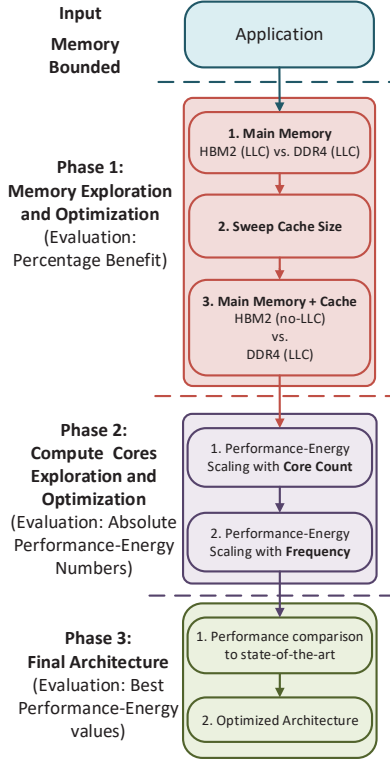 Input
Memory
Bounded
Application
Phase 1:
Memory Exploration
and Optimization
(Evaluation:
Percentage Benefit)
1. Main Memory
HBM2 (LLC) vs. DDR4 (LLC)
2. Sweep Cache Size
3. Main Memory + Cache
HBM2 (no-LLC)
vs.
DDR4 (LLC)
Phase 2:
Compute Cores
Exploration and
Optimization
(Evaluation: Absolute
Performance-Energy
Numbers)
1. Performance-Energy
Scaling with Core Count
2. Performance-Energy
Scaling with Frequency
Phase 3:
Final Architecture
(Evaluation: Best
Performance-Energy
values)
1. Performance comparison
to state-of-the-art
2. Optimized Architecture